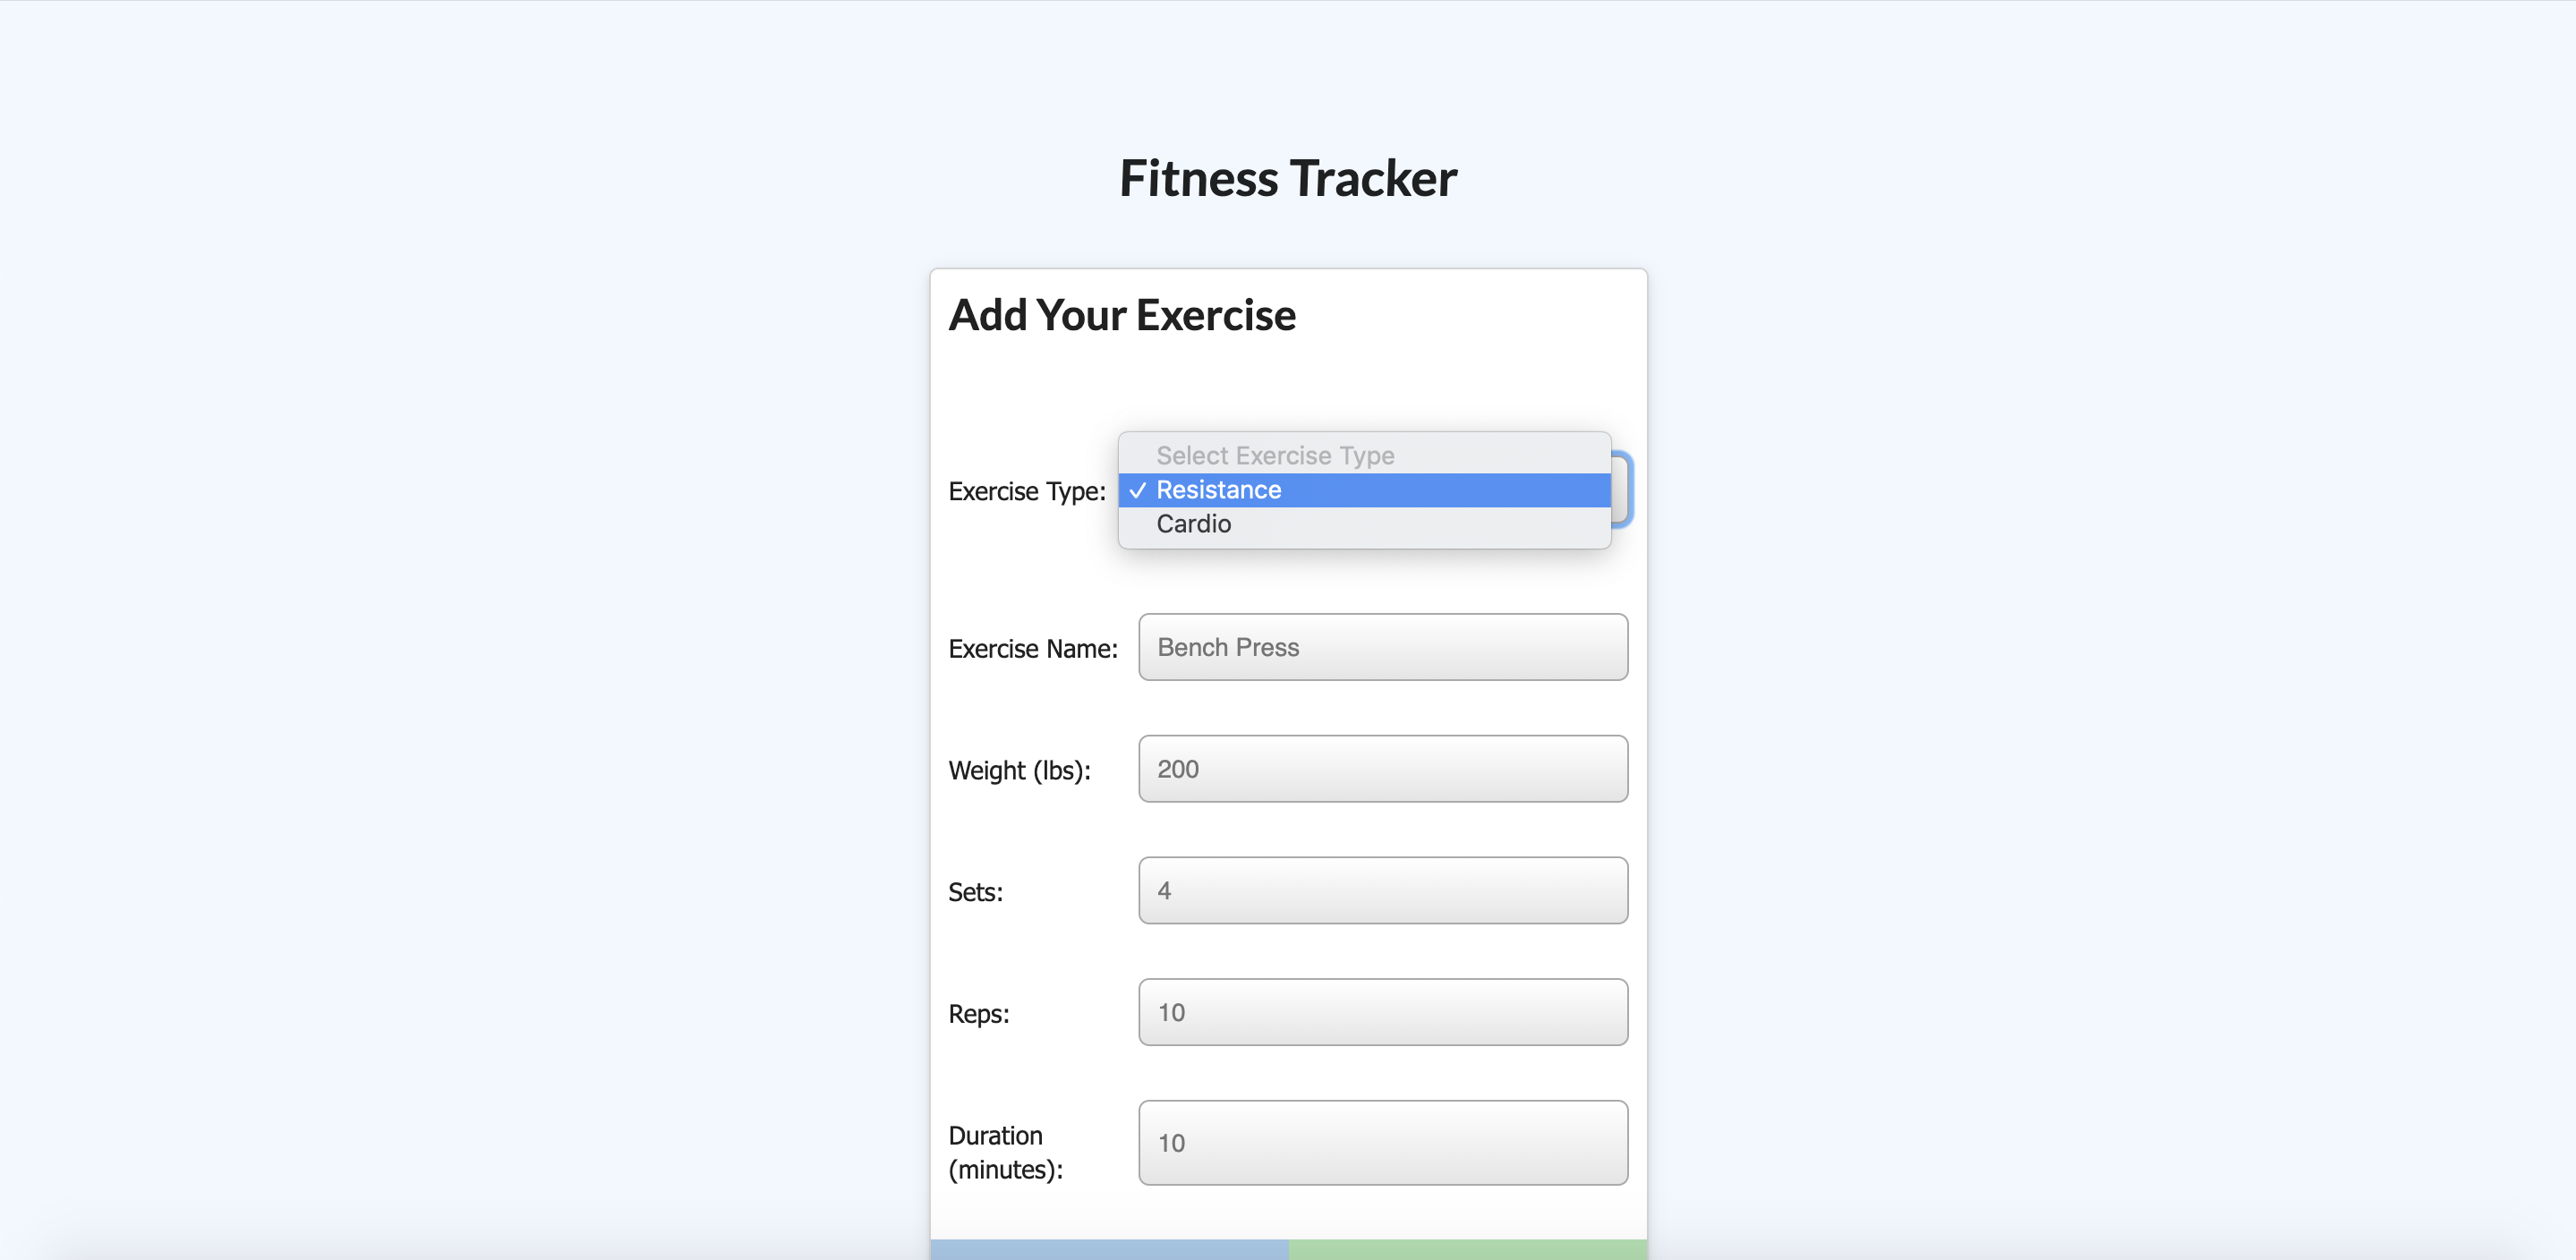 Fitness Tracker
Add Your Exercise
Exercise Type:
Select Exercise Type
✓ Resistance
Cardio
Exercise Name: Bench Press
Weight (lbs): 200
Sets: 4
Reps: 10
Duration
(minutes): 10